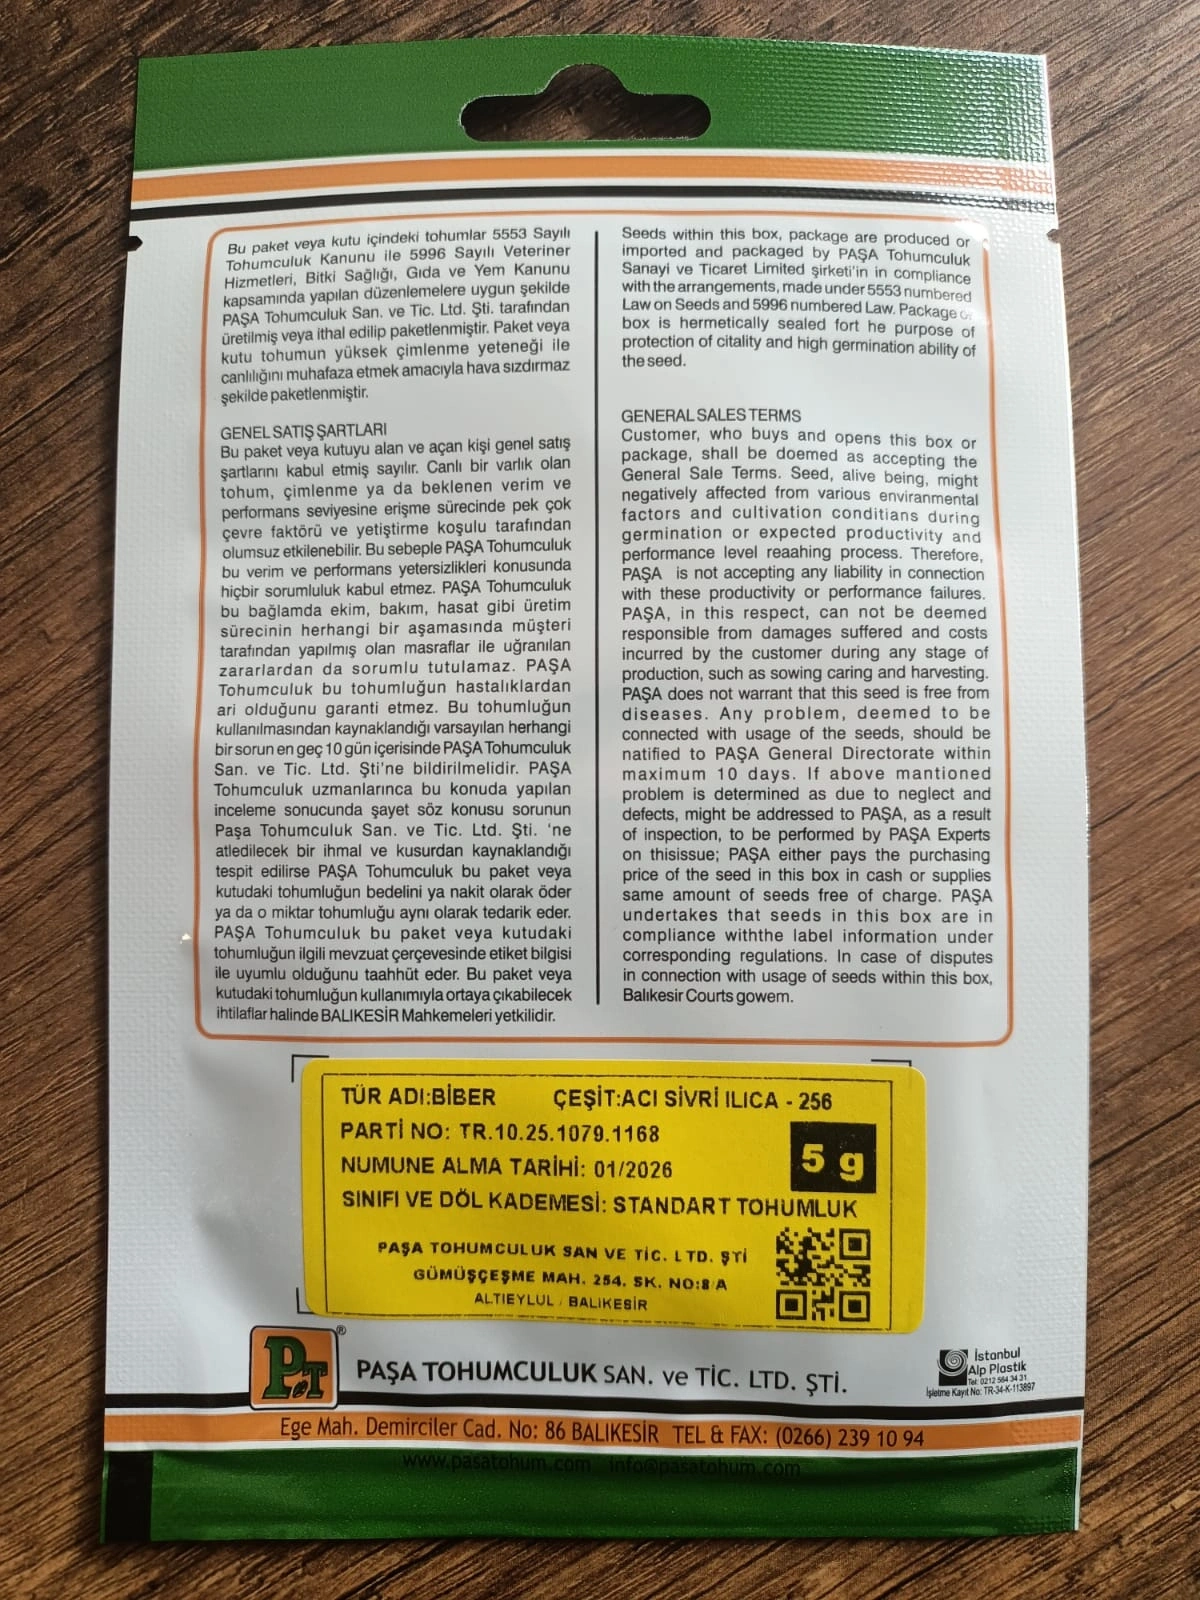 Bu paket veya kutu içindeki tohumlar 5553 Sayılı
Tohumculuk Kanunu ile 5996 Sayılı Veteriner
Hizmetleri, Bitki Sağlığı, Gıda ve Yem Kanunu
kapsamında yapılan düzenlemelere uygun şekilde
PAŞA Tohumculuk San. ve Tic. Ltd. Şti. tarafından
üretilmiş veya ithal edilip paketlenmiştir. Paket veya
kutu tohumun yüksek çimlenme yeteneği ile
canlılığını muhafaza etmek amacıyla hava sızdırmaz
şekilde paketlenmiştir.
GENEL SATIŞ ŞARTLARI
Bu paket veya kutuyu alan ve açan kişi genel satış
şartlarını kabul etmiş sayılır. Canlı bir varlık olan
tohum, çimlenme ya da beklenen verim ve
performans seviyesine erişme sürecinde pek çok
çevre faktörü ve yetiştirme koşulu tarafından
olumsuz etkilenebilir. Bu sebeple PAŞA Tohumculuk
bu verim ve performans yetersizlikleri konusunda
hiçbir sorumluluk kabul etmez. PAŞA Tohumculuk
bu bağlamda ekim, bakım, hasat gibi üretim
sürecinin herhangi bir aşamasında müşteri
tarafından yapılmış olan masraflar ile uğranılan
zararlardan da sorumlu tutulamaz. PAŞA
Tohumculuk bu tohumluğun hastalıklardan
ari olduğunu garanti etmez. Bu tohumluğun
kullanılmasından kaynaklandığı varsayılan herhangi
bir sorun en geç 10 gün içerisinde PAŞA Tohumculuk
San. ve Tic. Ltd. Şti'ne bildirilmelidir. PAŞA
Tohumculuk uzmanlarınca bu konuda yapılan
inceleme sonucunda şayet söz konusu sorunun
Paşa Tohumculuk San. ve Tic. Ltd. Şti. 'ne
atledilecek bir ihmal ve kusurdan kaynaklandığı
tespit edilirse PAŞA Tohumculuk bu paket veya
kutudaki tohumluğun bedelini ya nakit olarak öder
ya da o miktar tohumluğu aynı olarak tedarik eder.
PAŞA Tohumculuk bu paket veya kutudaki
tohumluğun ilgili mevzuat çerçevesinde etiket bilgisi
ile uyumlu olduğunu taahhüt eder. Bu paket veya
kutudaki tohumluğun kullanımıyla ortaya çıkabilecek
ihtilaflar halinde BALIKESİR Mahkemeleri yetkilidir.
Seeds within this box, package are produced or
imported and packaged by PAŞA Tohumculuk
Sanayi ve Ticaret Limited şirketi'in in compliance
with the arrangements, made under 5553 numbered
Law on Seeds and 5996 numbered Law. Package or
box is hermetically sealed fort he purpose of
protection of citality and high germination ability of
the seed.
GENERAL SALES TERMS
Customer, who buys and opens this box or
package, shall be doemed as accepting the
General Sale Terms. Seed, alive being, might
negatively affected from various enviranmental
factors and cultivation conditians during
germination or expected productivity and
performance level reaahing process. Therefore,
PAŞA is not accepting any liability in connection
with these productivity or performance failures.
PAŞA, in this respect, can not be deemed
responsible from damages suffered and costs
incurred by the customer during any stage of
production, such as sowing caring and harvesting.
PAŞA does not warrant that this seed is free from
diseases. Any problem, deemed to be
connected with usage of the seeds, should be
natified to PAŞA General Directorate within
maximum 10 days. If above mantioned
problem is determined as due to neglect and
defects, might be addressed to PAŞA, as a result
of inspection, to be performed by PAŞA Experts
on thisissue; PAŞA either pays the purchasing
price of the seed in this box in cash or supplies
same amount of seeds free of charge. PAŞA
undertakes that seeds in this box are in
compliance withthe label information under
corresponding regulations. In case of disputes
in connection with usage of seeds within this box,
Balıkesir Courts gowem.
TÜR ADI:BİBER ÇEŞİT:ACI SİVRİ ILICA - 256
PARTİ NO: TR.10.25.1079.1168
5 g
NUMUNE ALMA TARİHİ: 01/2026
SINIFI VE DÖL KADEMESİ: STANDART TOHUMLUK
PAŞA TOHUMCULUK SAN VE TİC. LTD. ŞTİ
GÜMÜŞÇEŞME MAH. 254. SK. NO:8/A
ALTIEYLUL / BALIKESİR
PeT ®
PAŞA TOHUMCULUK SAN. ve TİC. LTD. ŞTİ.
İstanbul
Alp Plastik
Tel: 0212 564 34 31
İşletme Kayıt No: TR-34-K-113897
Ege Mah. Demirciler Cad. No: 86 BALIKESİR TEL & FAX: (0266) 239 10 94
www.pasatohum.com info@pasatohum.com